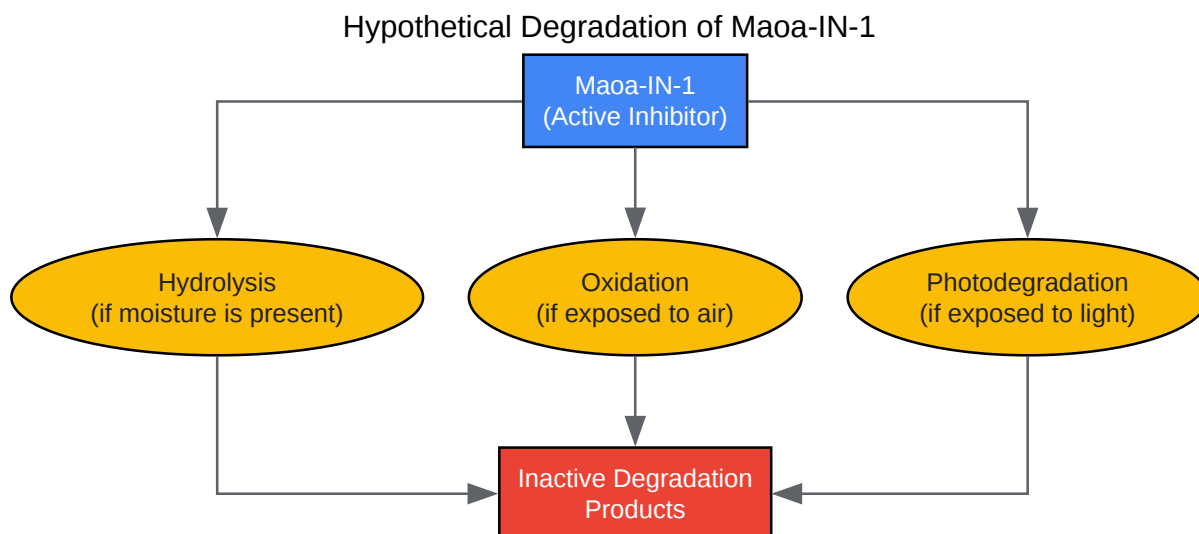 Hypothetical Degradation of Maoa-IN-1
Maoa-IN-1
(Active Inhibitor)
Hydrolysis
(if moisture is present)
Oxidation
(if exposed to air)
Photodegradation
(if exposed to light)
Inactive Degradation
Products